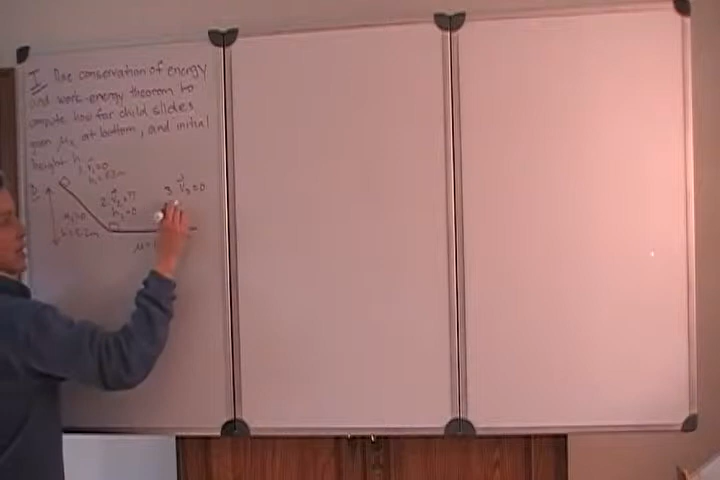 I Use conservation of energy
and work-energy theorem to
compute how far child slides
given μk at bottom, and initial
height h
1 v₁=0
D
3 v₃=0
2 v₂=??
h₂=0
μ=